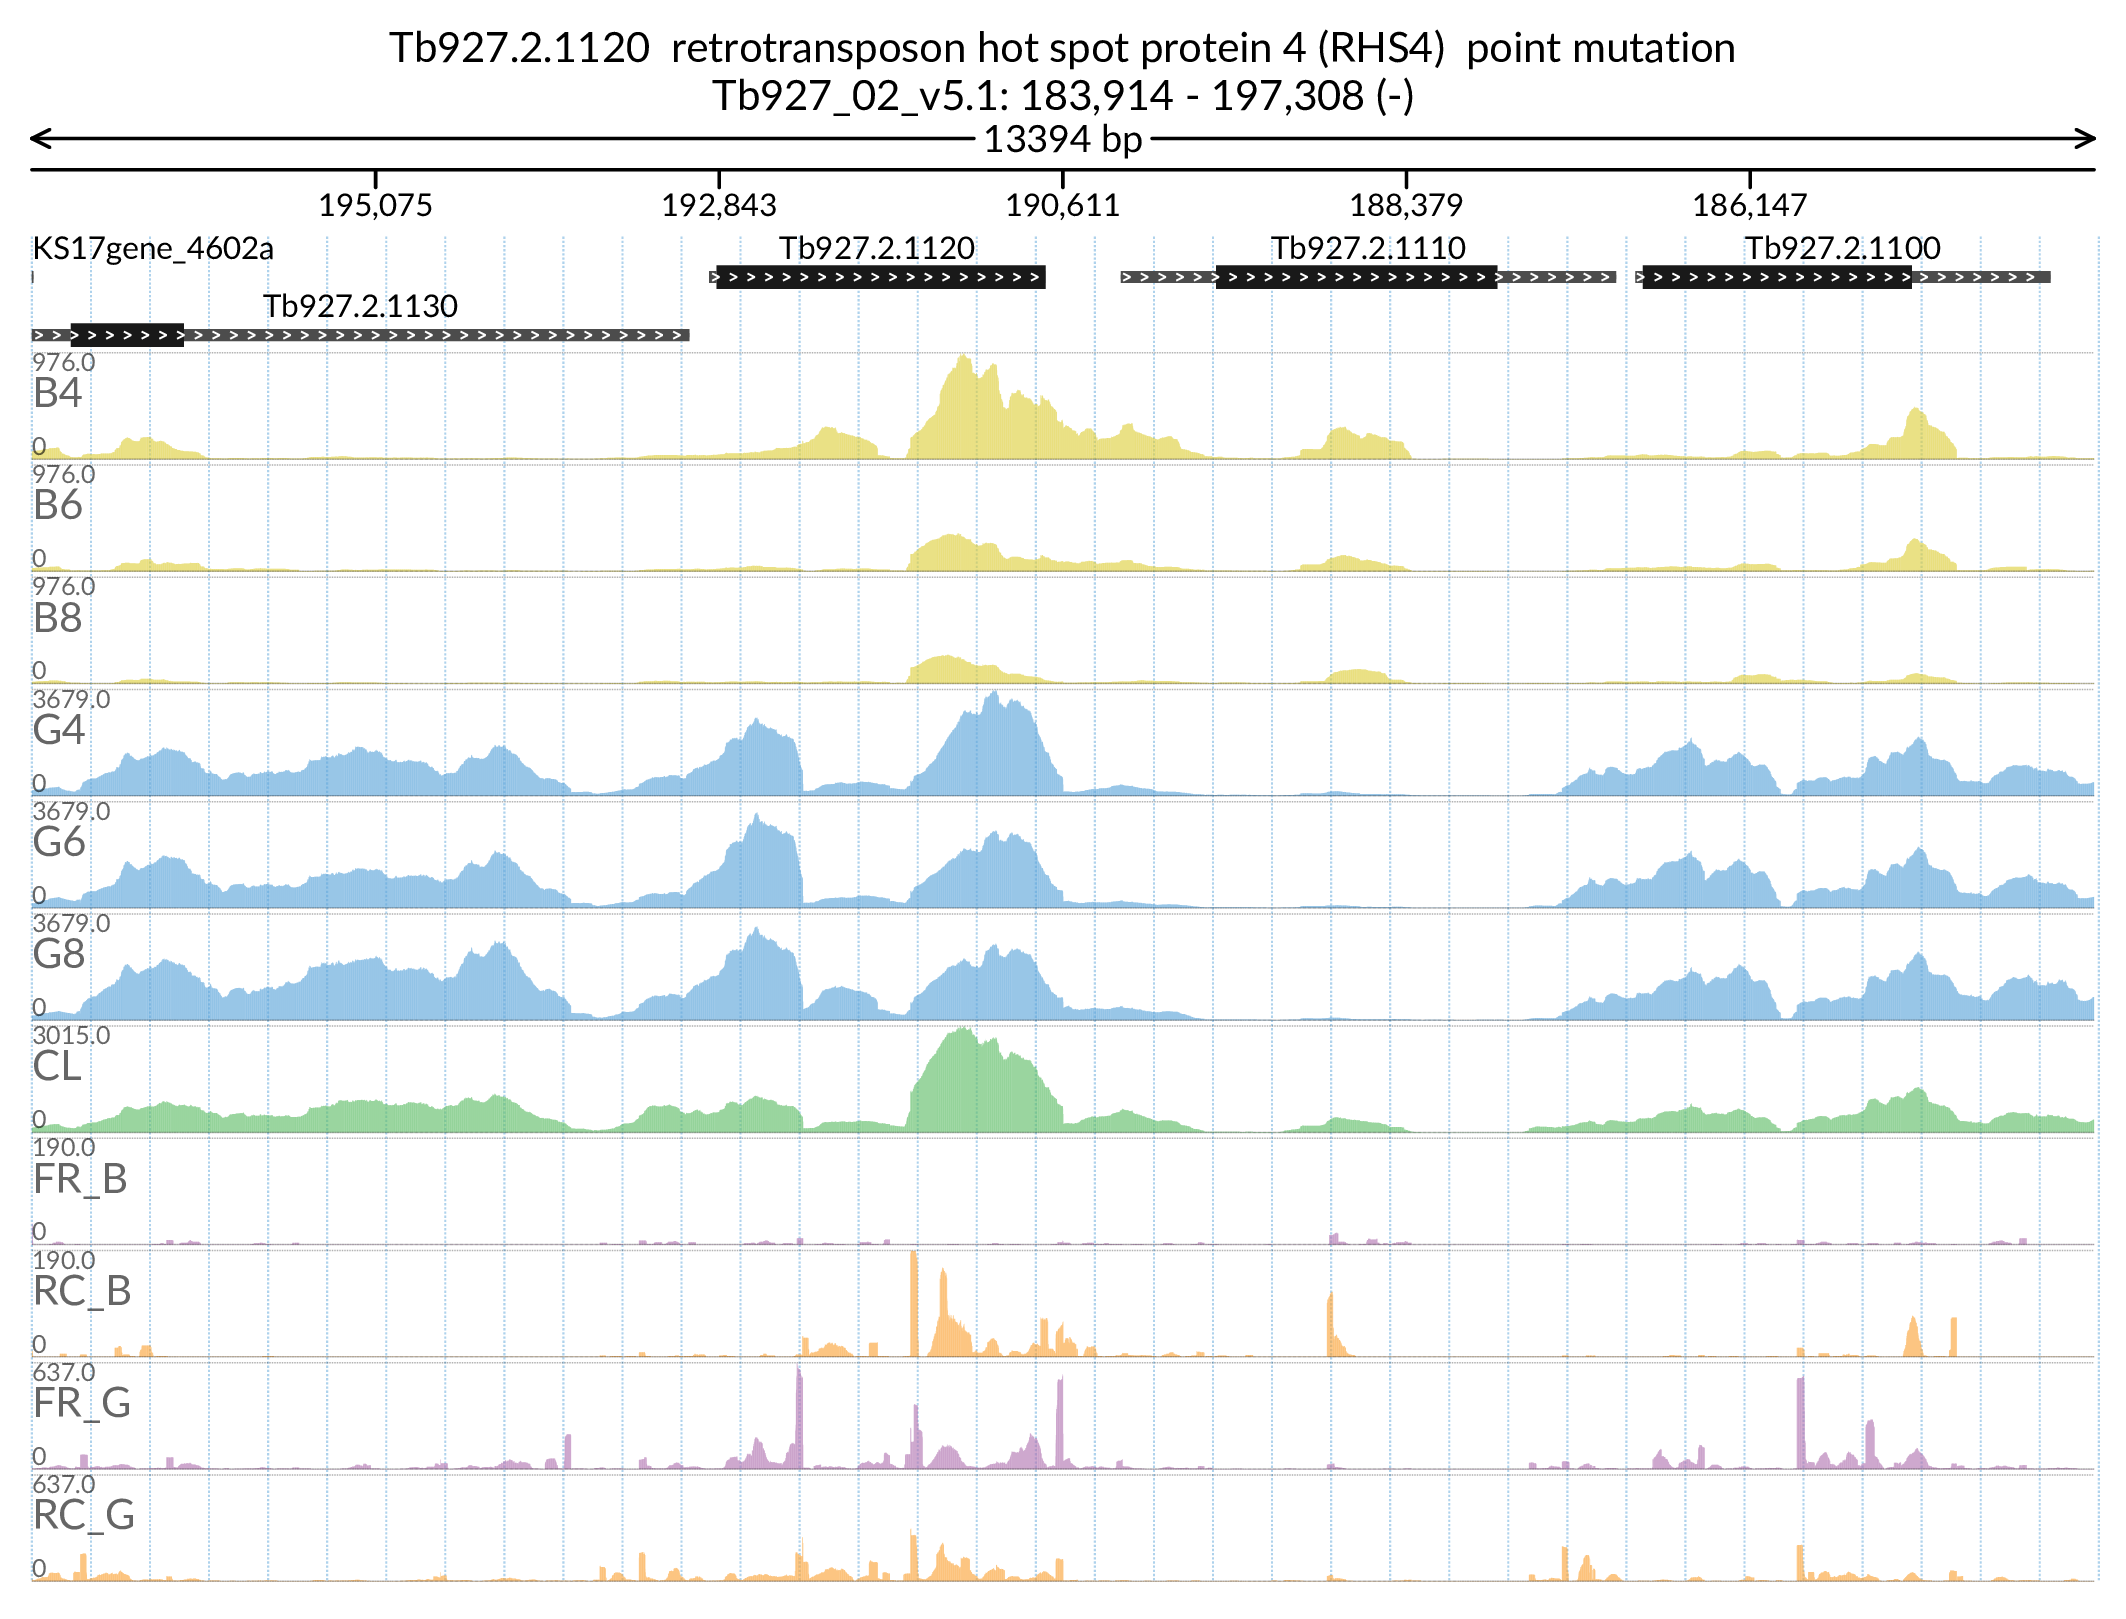 Tb927.2.1120 retrotransposon hot spot protein 4 (RHS4) point mutation
Tb927_02_v5.1: 183,914 - 197,308 (-)
13394 bp
195,075 192,843 190,611 188,379 186,147
KS17gene_4602a Tb927.2.1120 Tb927.2.1110 Tb927.2.1100
Tb927.2.1130
976.0
B4
0
976.0
B6
0
976.0
B8
0
3679.0
G4
0
3679.0
G6
0
3679.0
G8
0
3015.0
CL
0
190.0
FR_B
0
190.0
RC_B
0
637.0
FR_G
0
637.0
RC_G
0